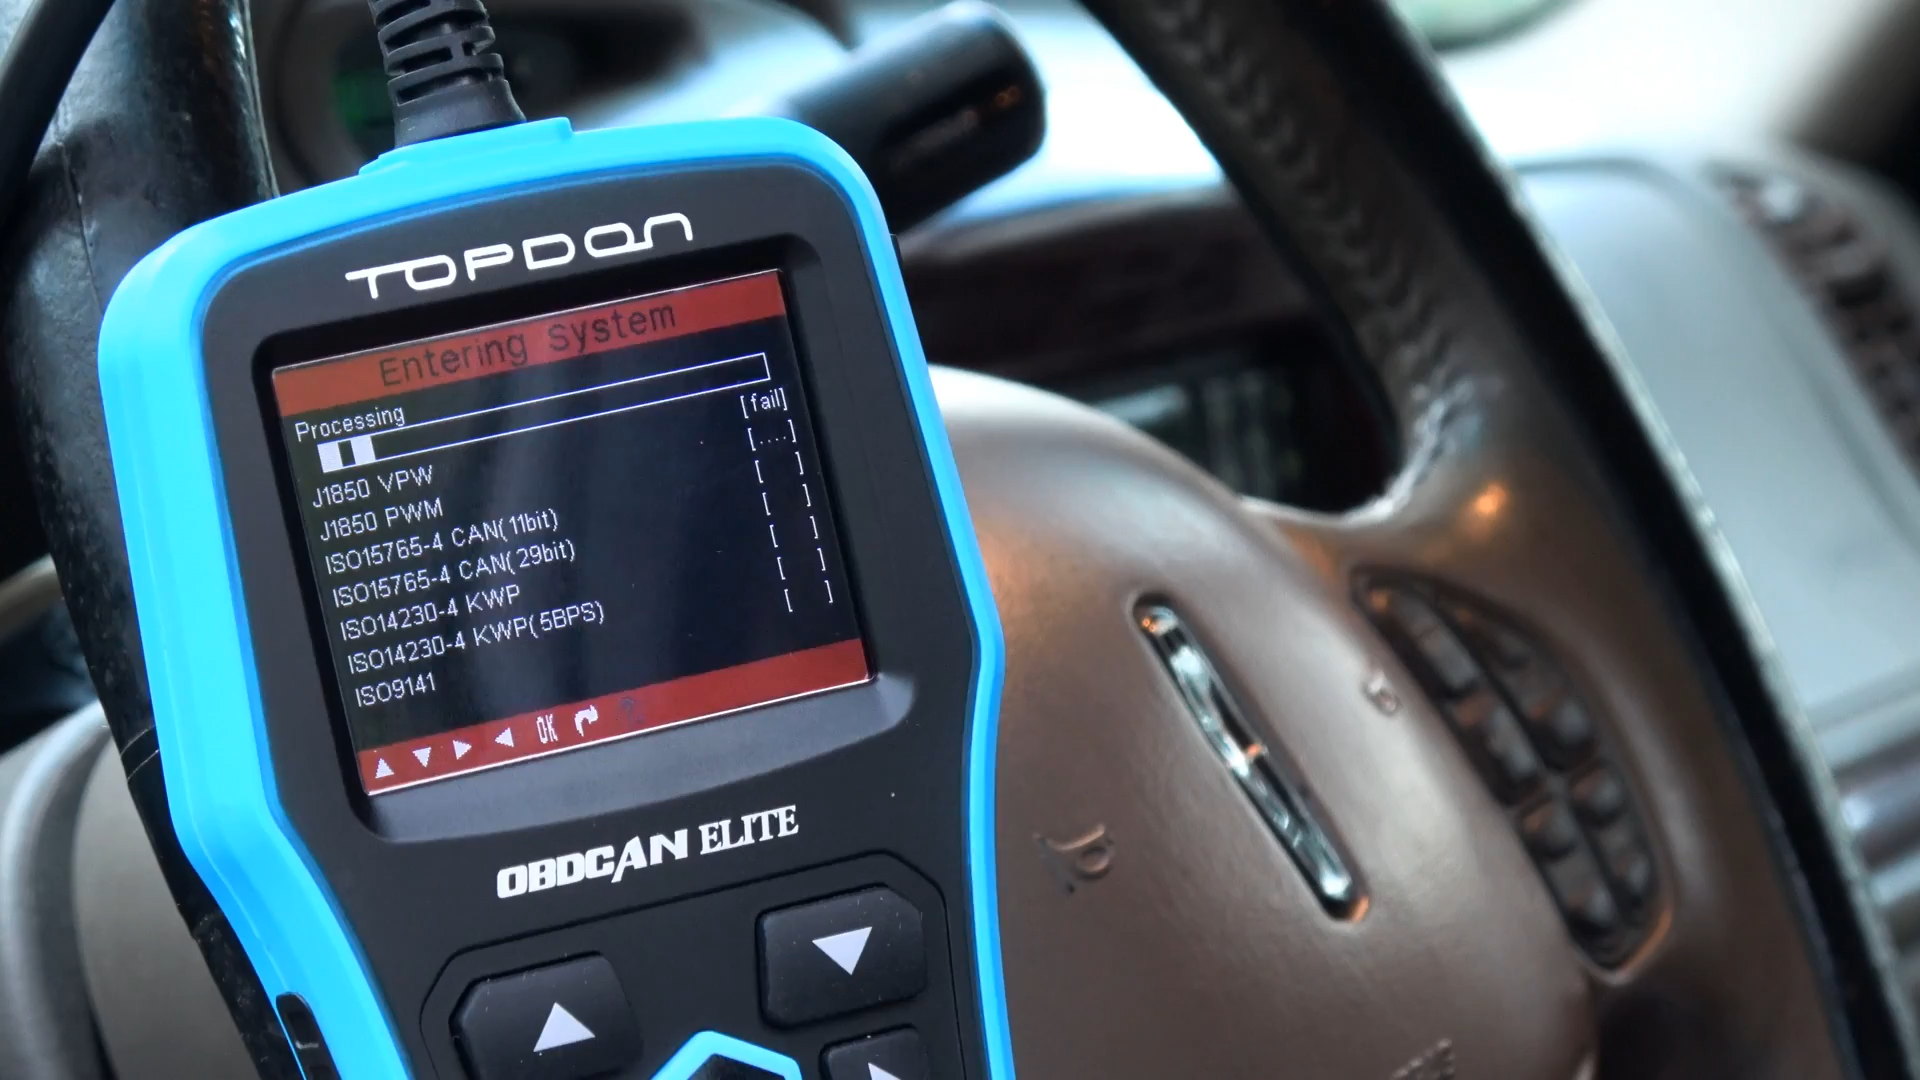 TOPDON
Entering System
Processing
J1850 VPW [fail]
J1850 PWM [....]
ISO15765-4 CAN(11bit) [ ]
ISO15765-4 CAN(29bit) [ ]
ISO14230-4 KWP [ ]
ISO14230-4 KWP(5BPS) [ ]
ISO9141 [ ]
OK
OBDCAN ELITE